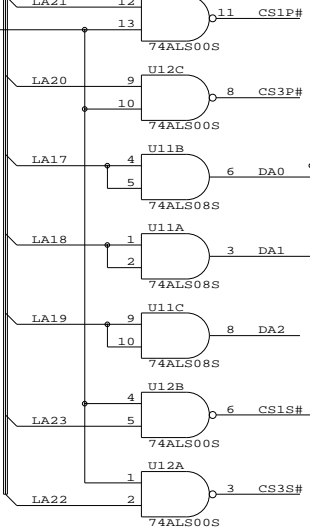 LA21 12 11 CS1P#
13
74ALS00S
U12C
LA20 9 8 CS3P#
10
74ALS00S
U11B
LA17 4 6 DA0
5
74ALS08S
U11A
LA18 1 3 DA1
2
74ALS08S
U11C
LA19 9 8 DA2
10
74ALS08S
U12B
4 6 CS1S#
LA23 5
74ALS00S
U12A
1 3 CS3S#
LA22 2
74ALS00S